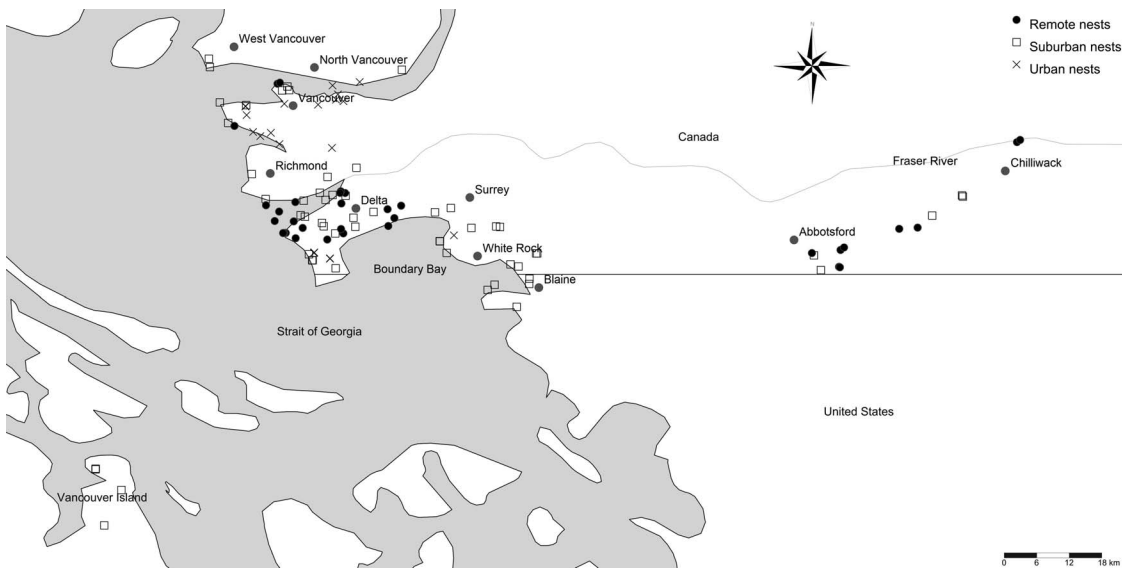 West Vancouver
North Vancouver
Vancouver
N
Remote nests
Suburban nests
Urban nests
Canada
Richmond
Fraser River
Chilliwack
Surrey
Delta
Abbotsford
White Rock
Boundary Bay
Blaine
Strait of Georgia
United States
Vancouver Island
0 6 12 18 km